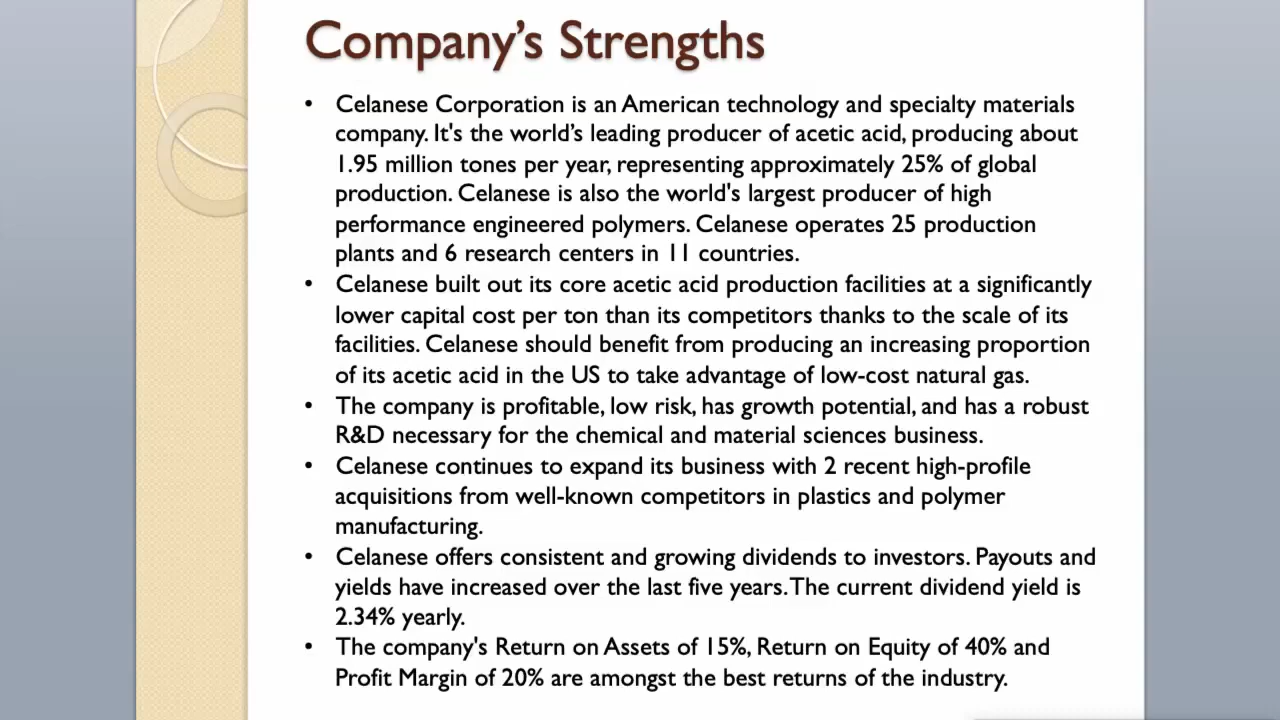 Company's Strengths
• Celanese Corporation is an American technology and specialty materials
company. It's the world’s leading producer of acetic acid, producing about
1.95 million tones per year, representing approximately 25% of global
production. Celanese is also the world's largest producer of high
performance engineered polymers. Celanese operates 25 production
plants and 6 research centers in 11 countries.
• Celanese built out its core acetic acid production facilities at a significantly
lower capital cost per ton than its competitors thanks to the scale of its
facilities. Celanese should benefit from producing an increasing proportion
of its acetic acid in the US to take advantage of low-cost natural gas.
• The company is profitable, low risk, has growth potential, and has a robust
R&D necessary for the chemical and material sciences business.
• Celanese continues to expand its business with 2 recent high-profile
acquisitions from well-known competitors in plastics and polymer
manufacturing.
• Celanese offers consistent and growing dividends to investors. Payouts and
yields have increased over the last five years. The current dividend yield is
2.34% yearly.
• The company's Return on Assets of 15%, Return on Equity of 40% and
Profit Margin of 20% are amongst the best returns of the industry.